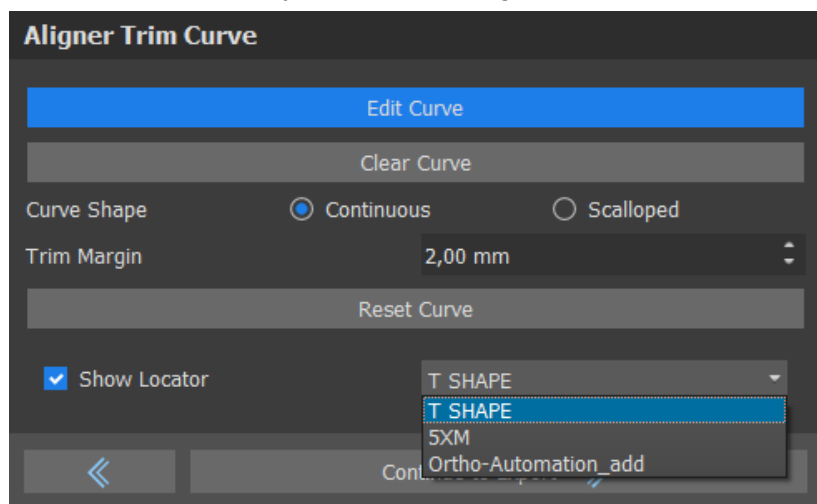 Aligner Trim Curve
Edit Curve
Clear Curve
Curve Shape Continuous Scalloped
Trim Margin 2,00 mm
Reset Curve
Show Locator T SHAPE
T SHAPE
5XM
Ortho-Automation_add